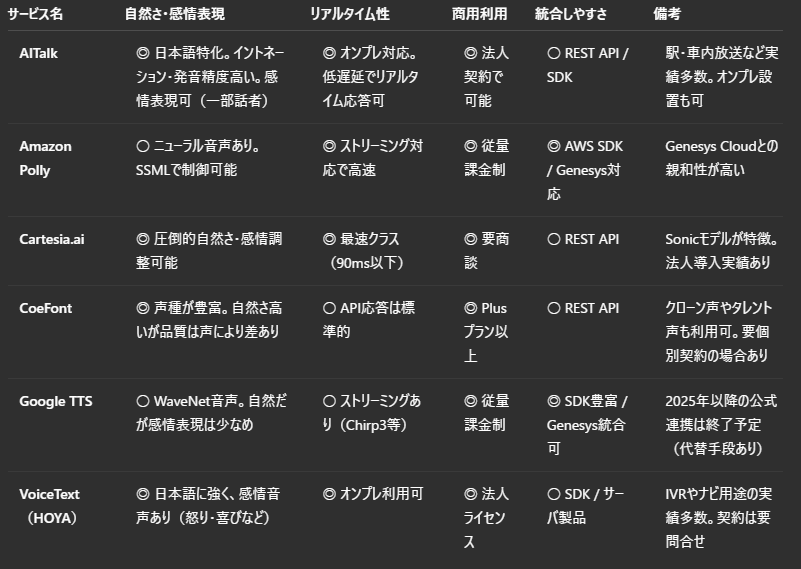 サービス名 自然さ・感情表現 リアルタイム性 商用利用 統合しやすさ 備考
AITalk
◎ 日本語特化。イントネ
ーション・発音精度高い。感
情表現可（一部話者）
◎ オンプレ対応。
低遅延でリアルタ
イム応答可
◎ 法人
契約で
可能
○ REST API /
SDK
駅・車内放送など実
績多数。オンプレ設
置も可
Amazon
Polly
○ ニューラル音声あり。
SSMLで制御可能
◎ ストリーミング対
応で高速
◎ 従量
課金制
◎ AWS SDK
/ Genesys対
応
Genesys Cloudとの
親和性が高い
Cartesia.ai
◎ 圧倒的自然さ・感情調
整可能
◎ 最速クラス
（90ms以下）
◎ 要商
談
○ REST API
Sonicモデルが特徴。
法人導入実績あり
CoeFont
◎ 声種が豊富。自然さ高
いが品質は声により差あり
○ API応答は標
準的
◎ Plus
プラン以
上
○ REST API
クローン声やタレント
声も利用可。要個
別契約の場合あり
Google TTS
○ WaveNet音声。自然だ
が感情表現は少なめ
○ ストリーミングあ
り（Chirp3等）
◎ 従量
課金制
◎ SDK豊富 /
Genesys統合
可
2025年以降の公式
連携は終了予定
（代替手段あり）
VoiceText
（HOYA）
◎ 日本語に強く、感情音
声あり（怒り・喜びなど）
◎ オンプレ利用可
◎ 法人
ライセン
ス
○ SDK / サー
バ製品
IVRやナビ用途の実
績多数。契約は要
問合せ